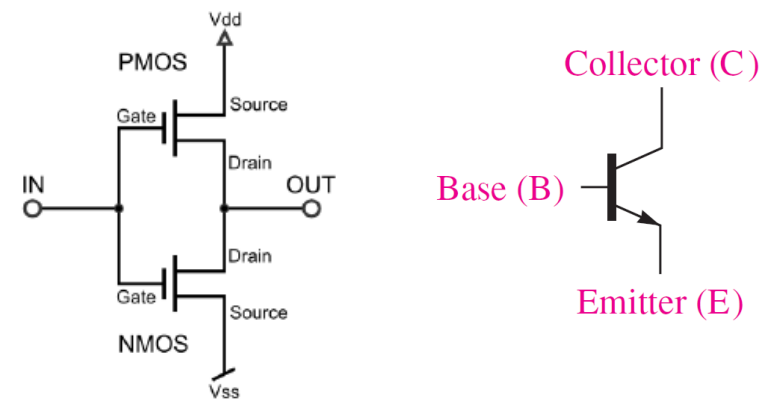 Vdd
PMOS
Source
Gate
Drain
IN
OUT
Drain
Gate
Source
NMOS
Vss
Collector (C)
Base (B)
Emitter (E)